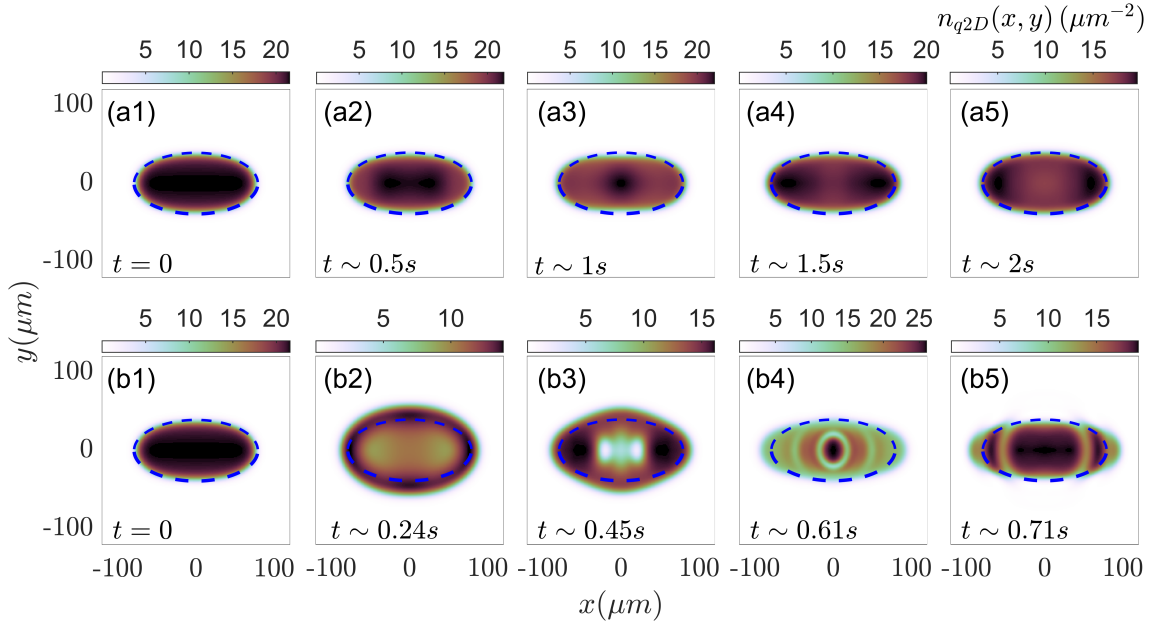 n_{q2D}(x, y) (μm^{-2})
5 10 15 20 5 10 15 20 5 10 15 20 5 10 15 20 5 10 15
100
(a1) (a2) (a3) (a4) (a5)
0
-100
t = 0 t ∼ 0.5s t ∼ 1s t ∼ 1.5s t ∼ 2s
y(μm)
5 10 15 20 5 10 5 10 15 5 10 15 20 25 5 10 15
100
(b1) (b2) (b3) (b4) (b5)
0
-100
t = 0 t ∼ 0.24s t ∼ 0.45s t ∼ 0.61s t ∼ 0.71s
-100 0 100 -100 0 100 -100 0 100 -100 0 100 -100 0 100
x(μm)